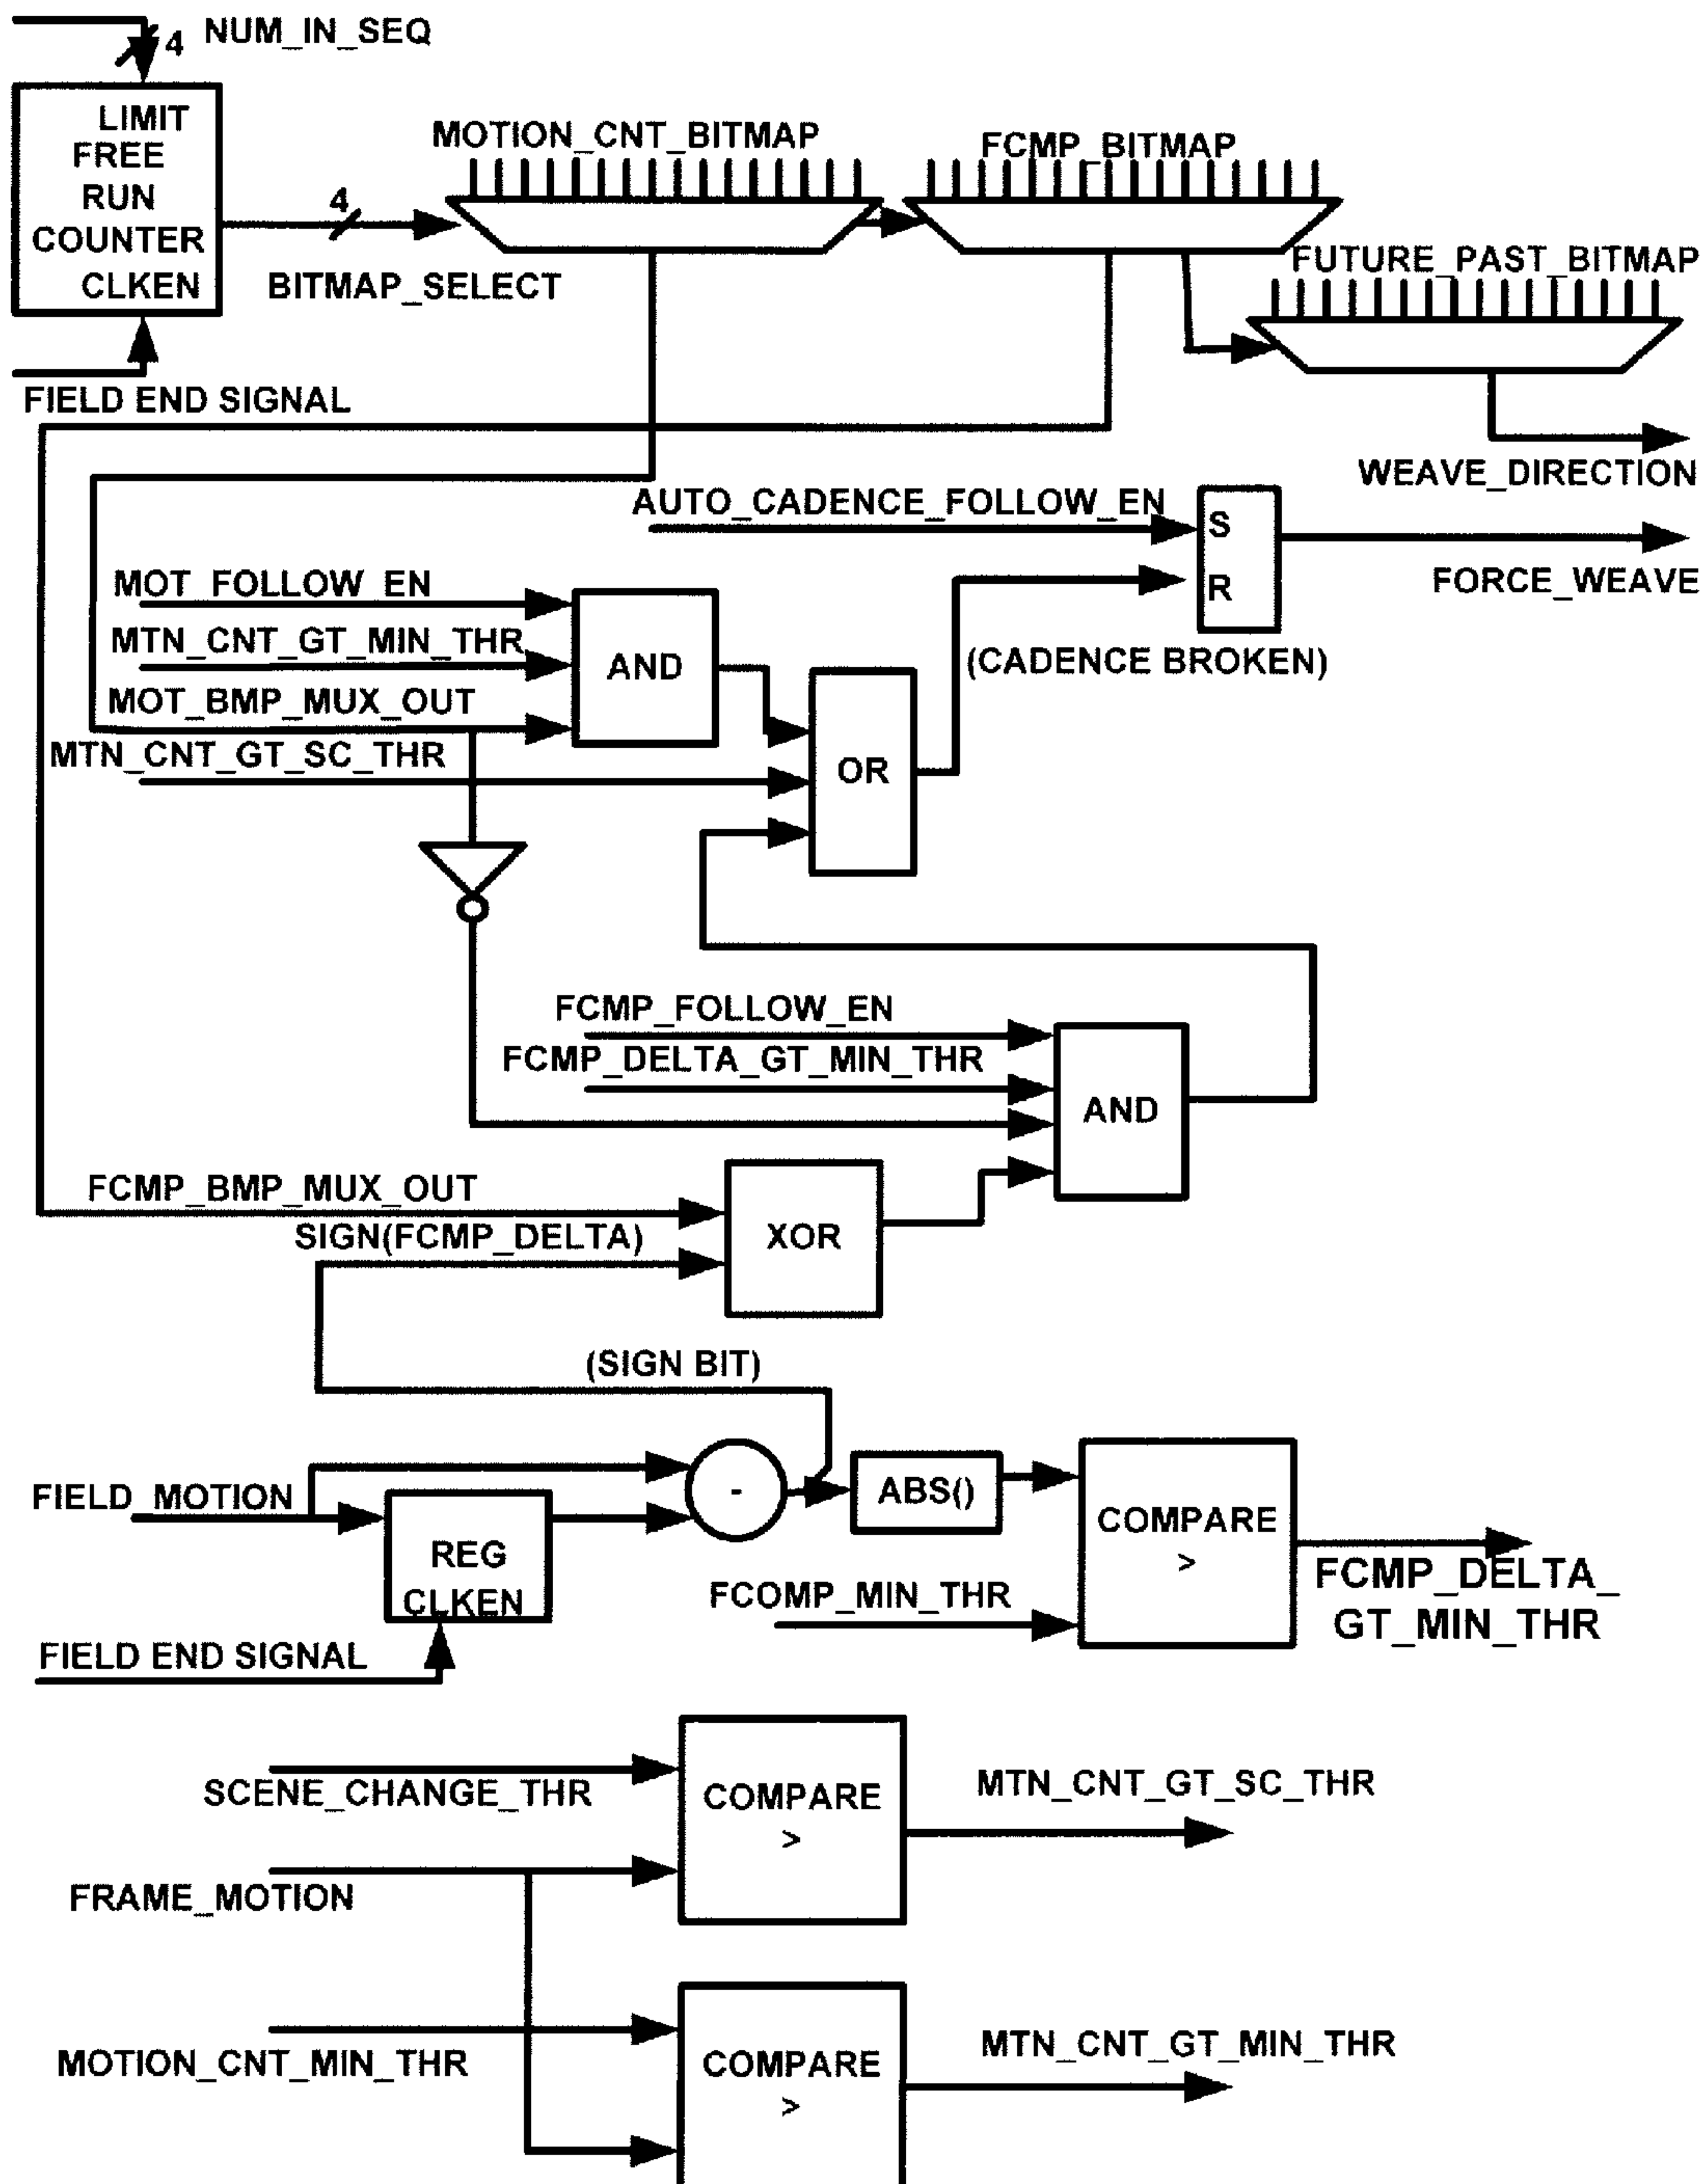 NUM_IN_SEQ
4
LIMIT
FREE
RUN
COUNTER
CLKEN
4
BITMAP_SELECT
FIELD END SIGNAL
MOTION_CNT_BITMAP
FCMP_BITMAP
FUTURE_PAST_BITMAP
WEAVE_DIRECTION
AUTO_CADENCE_FOLLOW_EN
S
R
FORCE_WEAVE
(CADENCE BROKEN)
MOT_FOLLOW_EN
MTN_CNT_GT_MIN_THR
MOT_BMP_MUX_OUT
MTN_CNT_GT_SC_THR
AND
OR
FCMP_FOLLOW_EN
FCMP_DELTA_GT_MIN_THR
AND
FCMP_BMP_MUX_OUT
SIGN(FCMP_DELTA)
XOR
(SIGN BIT)
FIELD_MOTION
REG
CLKEN
FIELD END SIGNAL
-
ABS()
FCOMP_MIN_THR
COMPARE
>
FCMP_DELTA_
GT_MIN_THR
SCENE_CHANGE_THR
FRAME_MOTION
COMPARE
>
MTN_CNT_GT_SC_THR
MOTION_CNT_MIN_THR
COMPARE
>
MTN_CNT_GT_MIN_THR